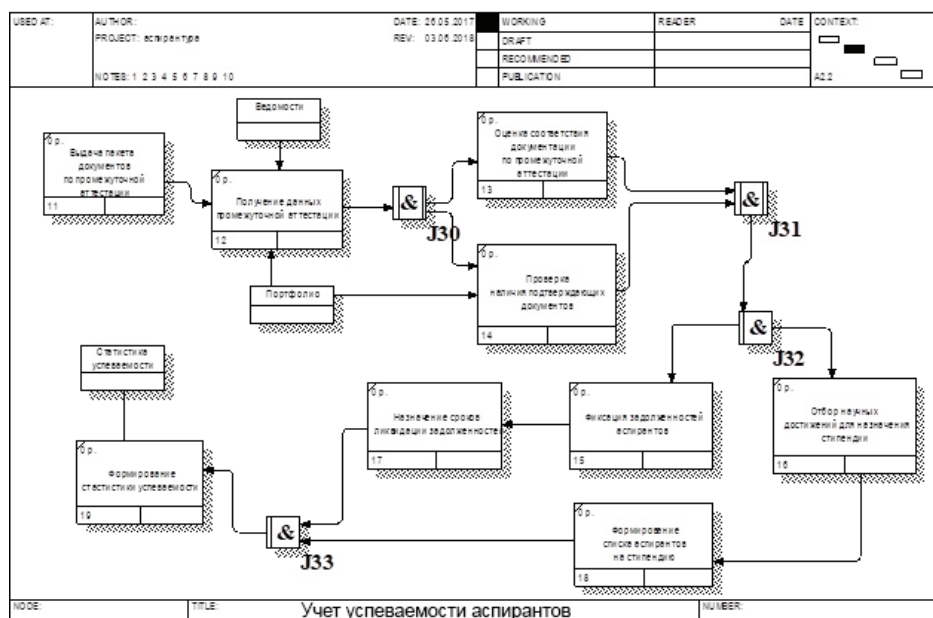 USED AT:
AUTHOR:
DATE: 26.05.2017
PROJECT: аспирантура
REV: 03.06.2018
NOTES: 1 2 3 4 5 6 7 8 9 10
WORKING
DRAFT
RECOMMENDED
PUBLICATION
READER
DATE
CONTEXT:
A2.2
Ведомости
0 р.
Выдача пакета
документов
по промежуточной
аттестации
11
0 р.
Получение данных
промежуточной аттестации
12
&
J30
0 р.
Оценка соответствия
документации
по промежуточной
аттестации
13
&
J31
Портфолио
0 р.
Проверка
наличия подтверждающих
документов
14
&
J32
Статистика
успеваемости
0 р.
Назначение сроков
ликвидации задолженностей
17
0 р.
Фиксация задолженностей
аспирантов
15
0 р.
Отбор научных
достижений для назначения
стипендии
16
0 р.
Формирование
стастистики успеваемости
19
&
J33
0 р.
Формирование
списка аспирантов
на стипендию
18
NODE:
TITLE:
Учет успеваемости аспирантов
NUMBER: